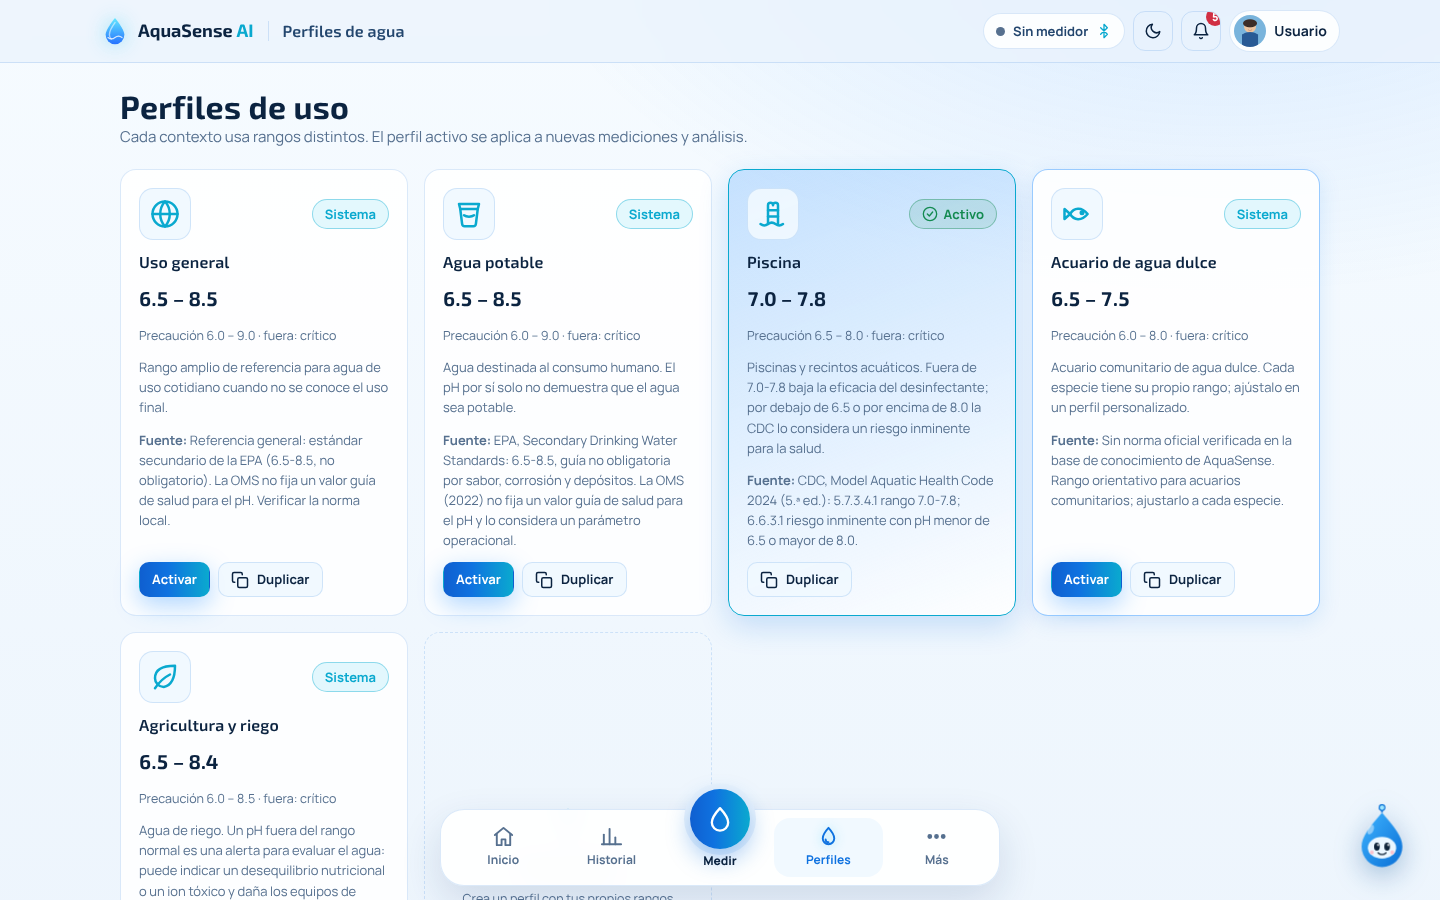 AquaSense AI
Perfiles de agua
Sin medidor
5
Usuario
Perfiles de uso
Cada contexto usa rangos distintos. El perfil activo se aplica a nuevas mediciones y análisis.
Sistema
Uso general
6.5 – 8.5
Precaución 6.0 – 9.0 · fuera: crítico
Rango amplio de referencia para agua de
uso cotidiano cuando no se conoce el uso
final.
Fuente: Referencia general: estándar
secundario de la EPA (6.5-8.5, no
obligatorio). La OMS no fija un valor guía
de salud para el pH. Verificar la norma
local.
Activar
Duplicar
Sistema
Agua potable
6.5 – 8.5
Precaución 6.0 – 9.0 · fuera: crítico
Agua destinada al consumo humano. El
pH por sí solo no demuestra que el agua
sea potable.
Fuente: EPA, Secondary Drinking Water
Standards: 6.5-8.5, guía no obligatoria
por sabor, corrosión y depósitos. La OMS
(2022) no fija un valor guía de salud para
el pH y lo considera un parámetro
operacional.
Activar
Duplicar
Activo
Piscina
7.0 – 7.8
Precaución 6.5 – 8.0 · fuera: crítico
Piscinas y recintos acuáticos. Fuera de
7.0-7.8 baja la eficacia del desinfectante;
por debajo de 6.5 o por encima de 8.0 la
CDC lo considera un riesgo inminente
para la salud.
Fuente: CDC, Model Aquatic Health Code
2024 (5.ª ed.): 5.7.3.4.1 rango 7.0-7.8;
6.6.3.1 riesgo inminente con pH menor de
6.5 o mayor de 8.0.
Duplicar
Sistema
Acuario de agua dulce
6.5 – 7.5
Precaución 6.0 – 8.0 · fuera: crítico
Acuario comunitario de agua dulce. Cada
especie tiene su propio rango; ajústalo en
un perfil personalizado.
Fuente: Sin norma oficial verificada en la
base de conocimiento de AquaSense.
Rango orientativo para acuarios
comunitarios; ajustarlo a cada especie.
Activar
Duplicar
Sistema
Agricultura y riego
6.5 – 8.4
Precaución 6.0 – 8.5 · fuera: crítico
Agua de riego. Un pH fuera del rango
normal es una alerta para evaluar el agua:
puede indicar un desequilibrio nutricional
o un ion tóxico y daña los equipos de
Crea un perfil con tus propios rangos
Inicio
Historial
Medir
Perfiles
Más